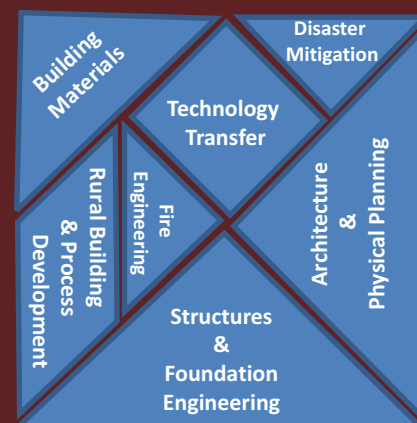 Building
Materials
Disaster
Mitigation
Technology
Transfer
Rural Building
& Process
Development
Fire
Engineering
Architecture
&
Physical Planning
Structures
&
Foundation
Engineering